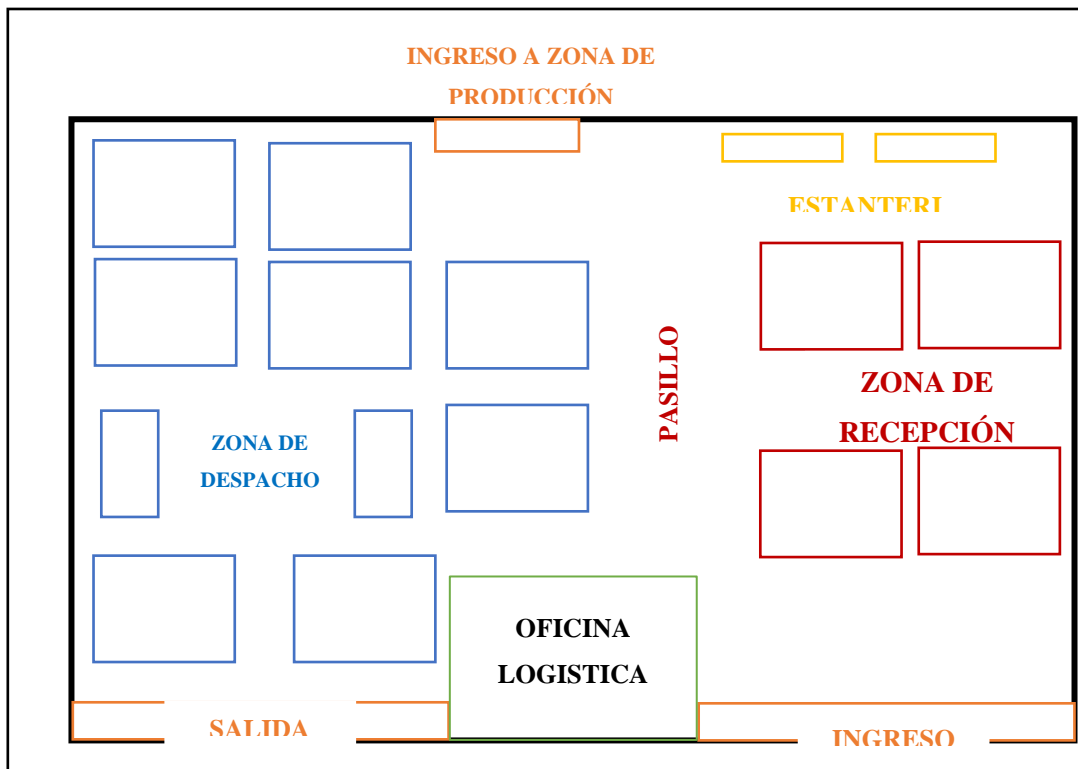 INGRESO A ZONA DE
PRODUCCIÓN
ESTANTERI
PASILLO
ZONA DE
RECEPCIÓN
ZONA DE
DESPACHO
OFICINA
LOGISTICA
SALIDA
INGRESO